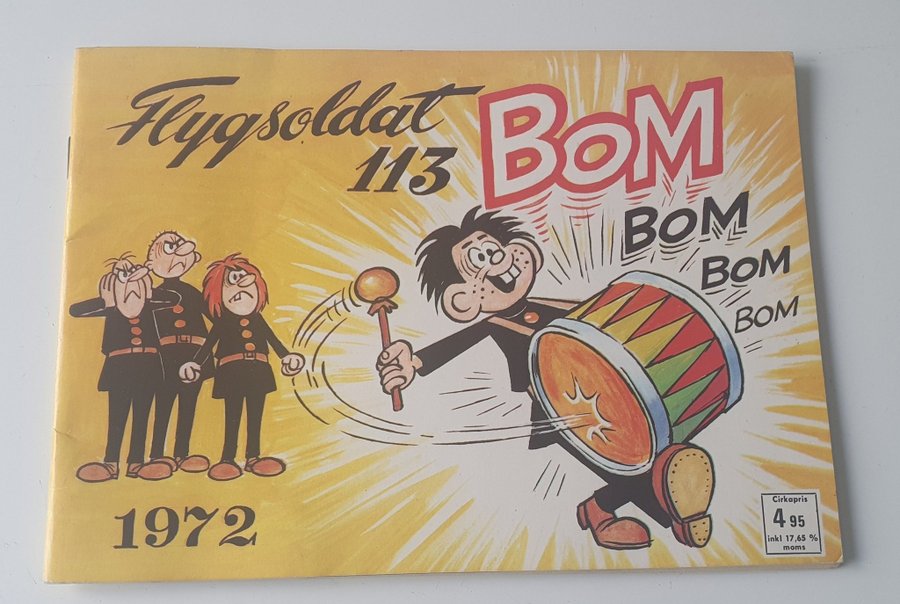 Flygsoldat
113
BOM
BOM
BOM
BOM
1972
Cirkapris
4 95
inkl 17,65 %
moms